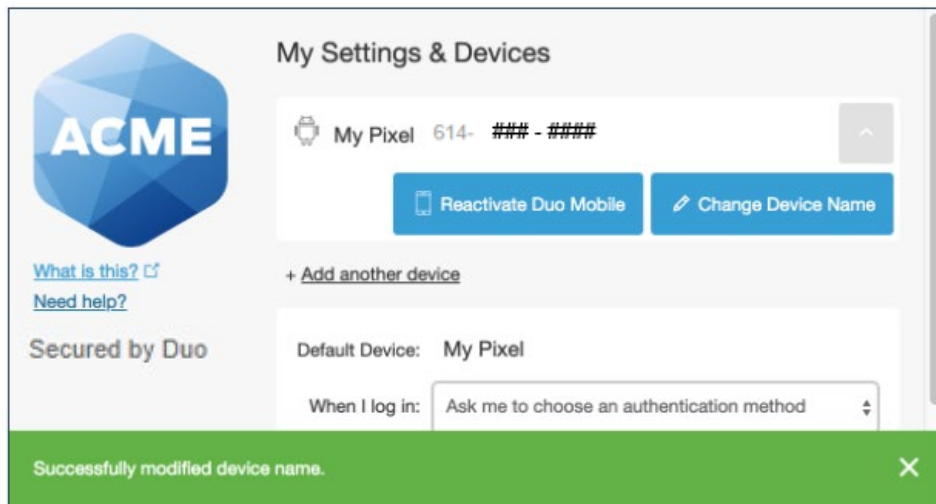 ACME
What is this?
Need help?
Secured by Duo
My Settings & Devices
My Pixel 614- ### - ####
Reactivate Duo Mobile
Change Device Name
+ Add another device
Default Device: My Pixel
When I log in: Ask me to choose an authentication method
Successfully modified device name.